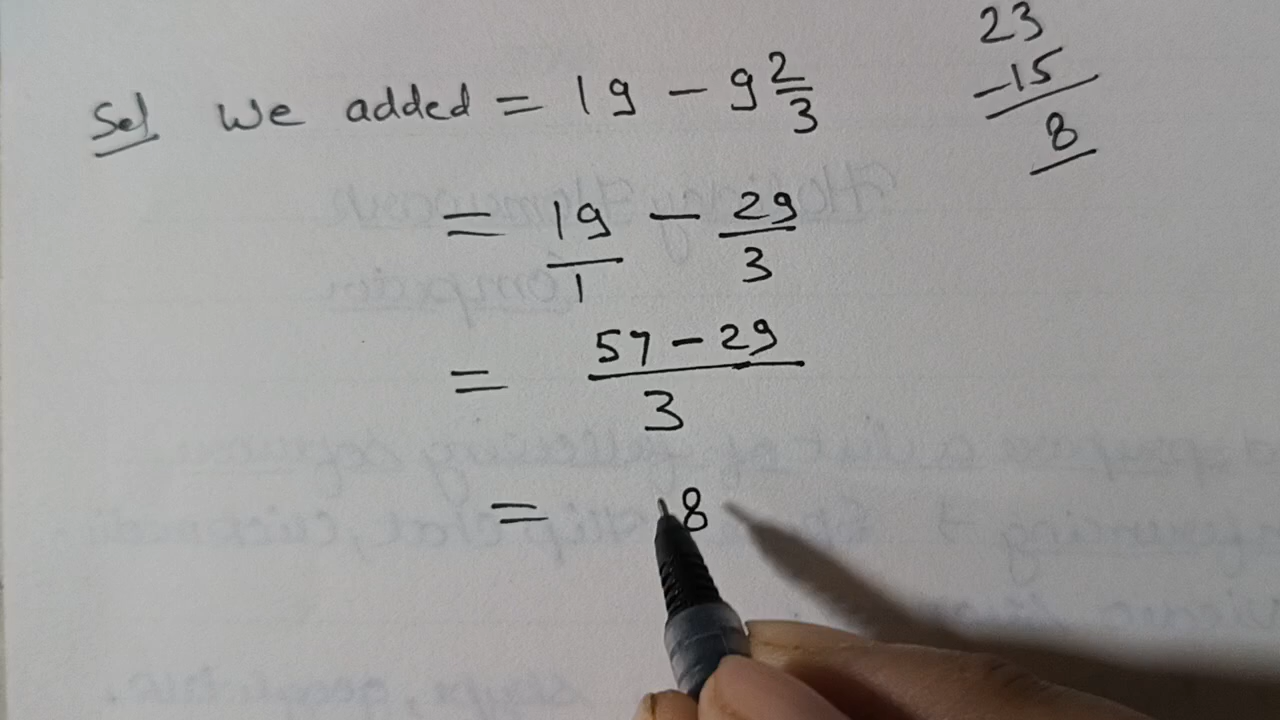 Sol We added = 19 - 9 2/3
= 19/1 - 29/3
= 57 - 29 / 3
= 8
23
-15
8